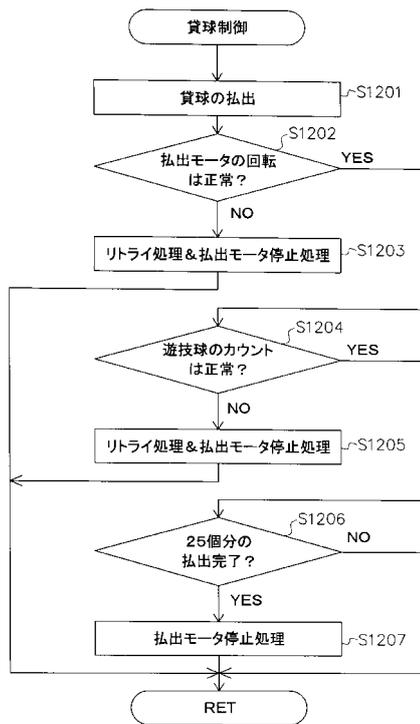 貸球制御
貸球の払出
S1201
S1202
払出モータの回転
は正常？
YES
NO
リトライ処理＆払出モータ停止処理
S1203
S1204
遊技球のカウント
は正常？
YES
NO
リトライ処理＆払出モータ停止処理
S1205
S1206
25個分の
払出完了？
NO
YES
払出モータ停止処理
S1207
RET